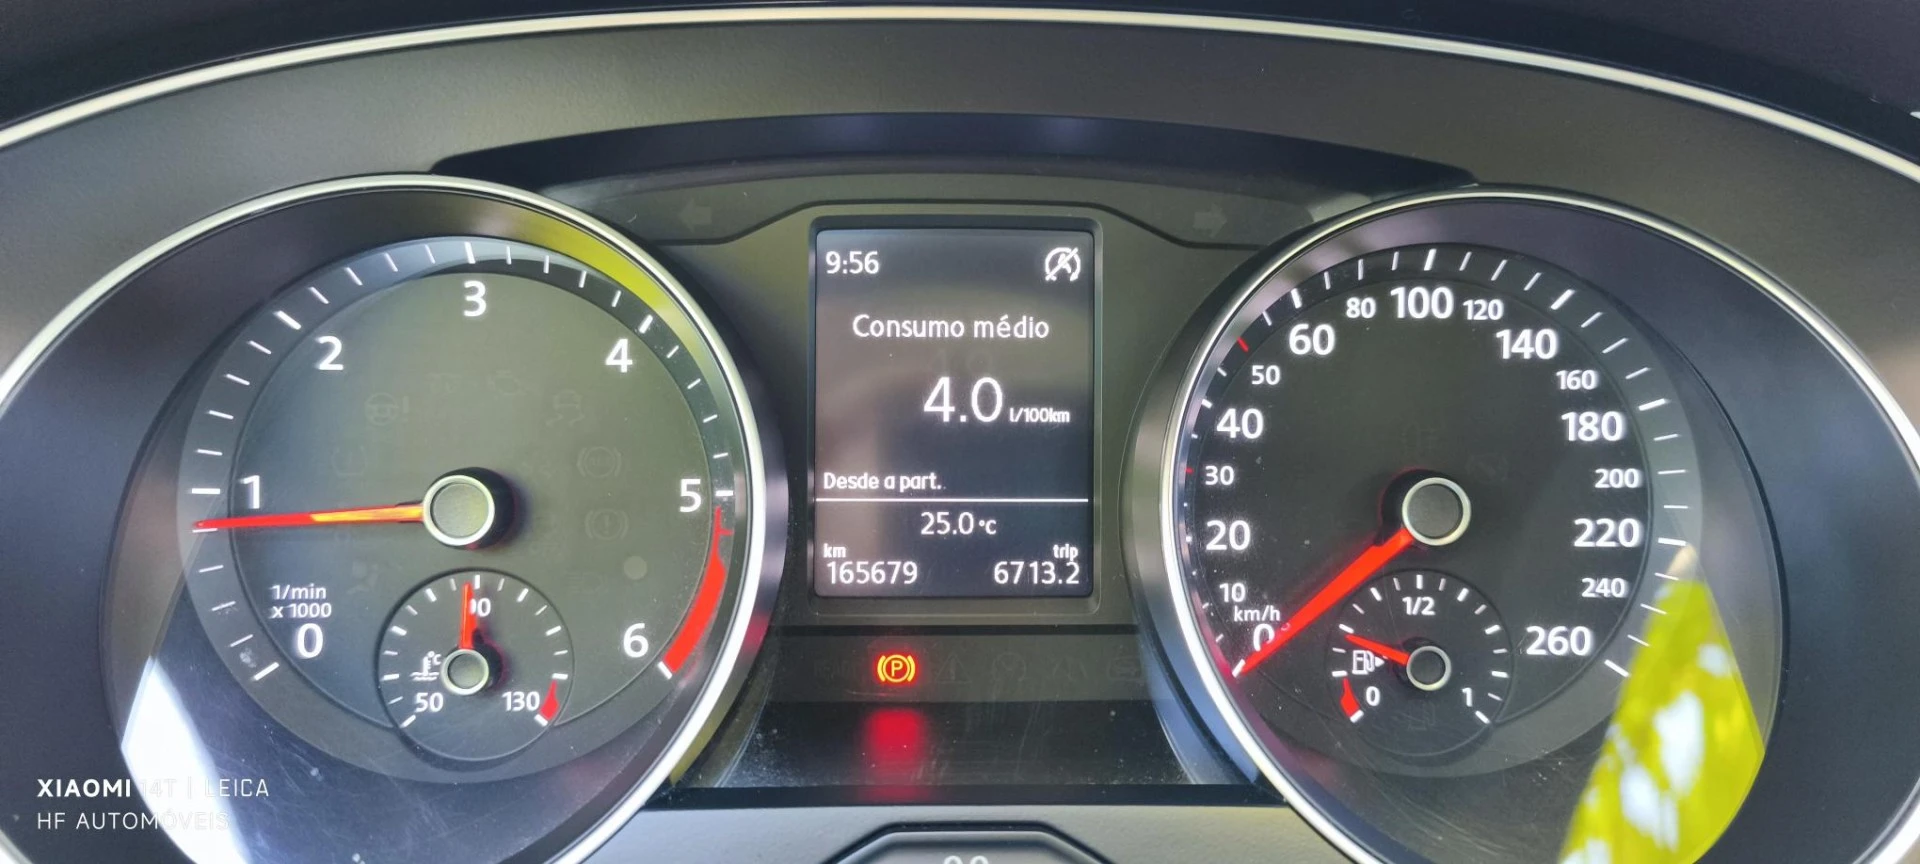 9:56
Consumo médio
4.0 l/100km
Desde a part.
25.0 °C
km trip
165679 6713.2
1/min
x 1000
0
1
2
3
4
5
6
°C
50
90
130
km/h
0
10
20
30
40
50
60
80
100
120
140
160
180
200
220
240
260
0
1/2
1
P
XIAOMI 14T | LEICA
HF AUTOMÓVEIS